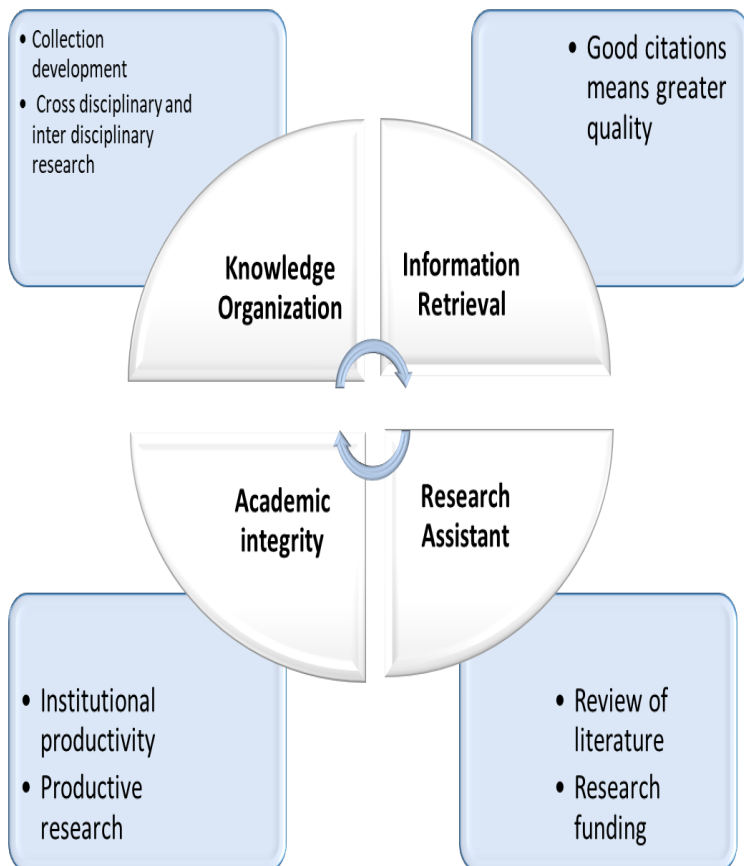 • Collection
development
• Cross disciplinary and
inter disciplinary
research
• Good citations
means greater
quality
Knowledge
Organization
Information
Retrieval
Academic
integrity
Research
Assistant
• Institutional
productivity
• Productive
research
• Review of
literature
• Research
funding